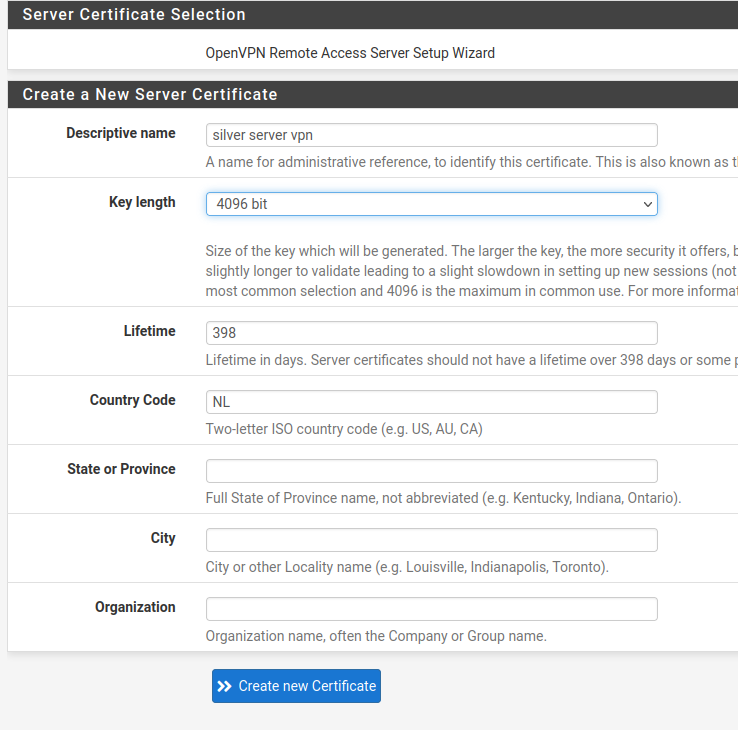 Server Certificate Selection
OpenVPN Remote Access Server Setup Wizard
Create a New Server Certificate
Descriptive name
silver server vpn
A name for administrative reference, to identify this certificate. This is also known as
Key length
4096 bit
Size of the key which will be generated. The larger the key, the more security it offers,
slightly longer to validate leading to a slight slowdown in setting up new sessions (not
most common selection and 4096 is the maximum in common use. For more
Lifetime
398
Lifetime in days. Server certificates should not have a lifetime over 398 days or some
Country Code
NL
Two-letter ISO country code (e.g. US, AU, CA)
State or Province
Full State of Province name, not abbreviated (e.g. Kentucky, Indiana, Ontario).
City
City or other Locality name (e.g. Louisville, Indianapolis, Toronto).
Organization
Organization name, often the Company or Group name.
Create new Certificate